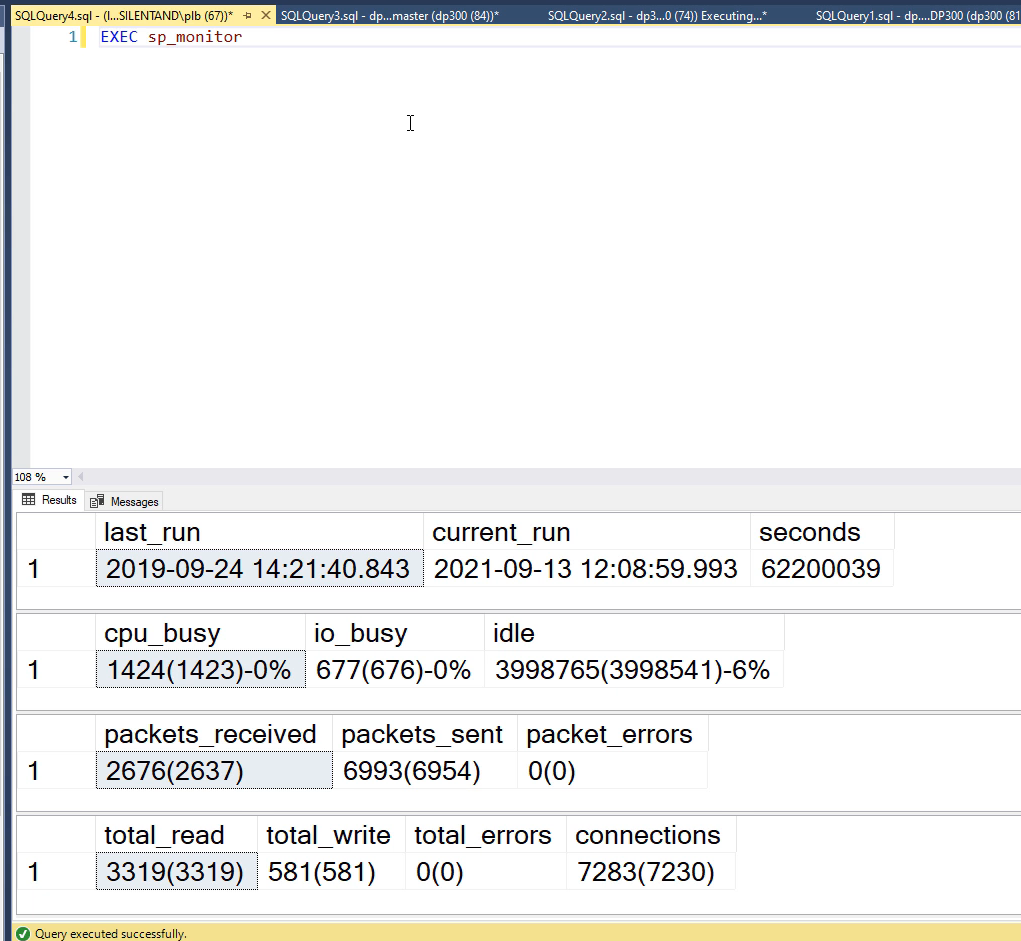 SQLQuery4.sql - (l...SILENTAND\plb (67))* SQLQuery3.sql - dp...master (dp300 (84))* SQLQuery2.sql - dp3...0 (74)) Executing...* SQLQuery1.sql - dp....DP300 (dp300 (81
1 EXEC sp_monitor
108 %
Results Messages
last_run current_run seconds
1 2019-09-24 14:21:40.843 2021-09-13 12:08:59.993 62200039
cpu_busy io_busy idle
1 1424(1423)-0% 677(676)-0% 3998765(3998541)-6%
packets_received packets_sent packet_errors
1 2676(2637) 6993(6954) 0(0)
total_read total_write total_errors connections
1 3319(3319) 581(581) 0(0) 7283(7230)
Query executed successfully.